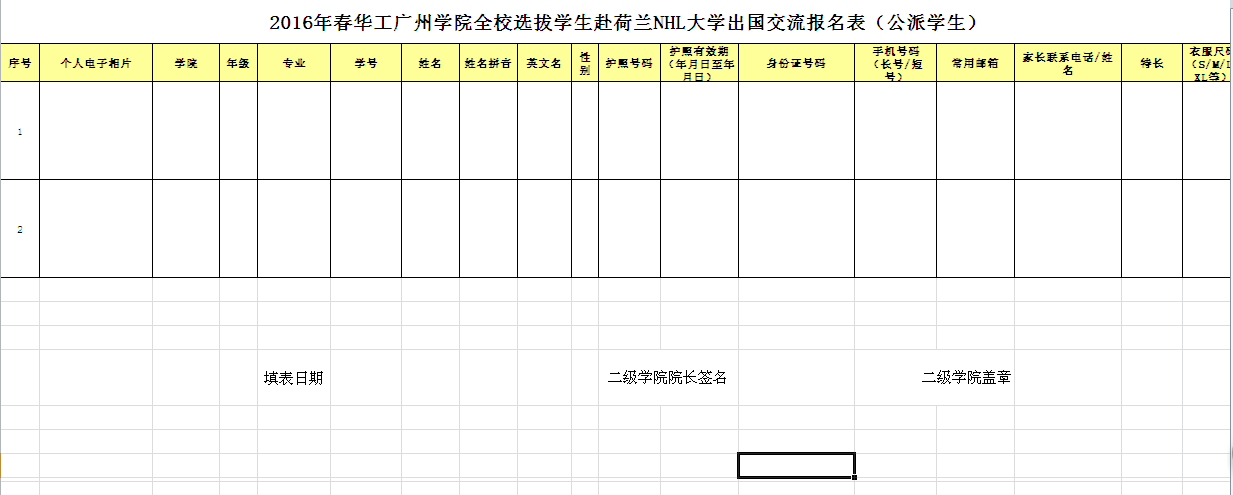 2016年春华工广州学院全校选拔学生赴荷兰NHL大学出国交流报名表（公派学生）
序号 个人电子相片 学院 年级 专业 学号 姓名 姓名拼音 英文名 性别 护照号码 护照有效期（年月日至年月日） 身份证号码 手机号码（长号/短号） 常用邮箱 家长联系电话/姓名 特长 衣服尺码（S/M/L XL等）
1
2
填表日期 二级学院院长签名 二级学院盖章